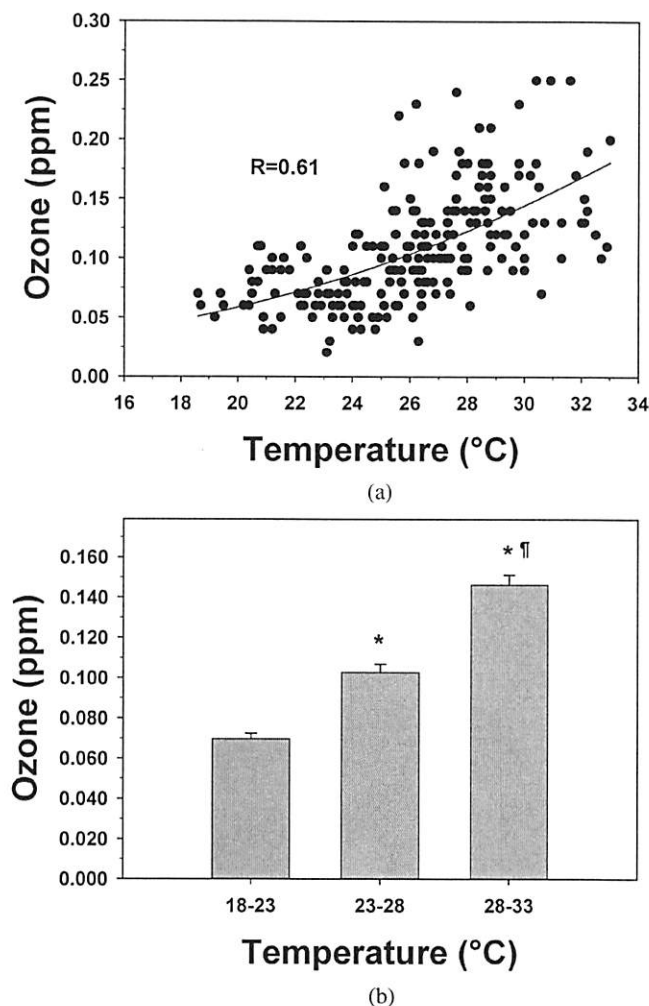 0.30
0.25
0.20
0.15
0.10
0.05
0.00
Ozone (ppm)
R=0.61
16 18 20 22 24 26 28 30 32 34
Temperature (°C)
(a)
0.160
0.140
0.120
0.100
0.080
0.060
0.040
0.020
0.000
Ozone (ppm)
* ¶
*
18-23 23-28 28-33
Temperature (°C)
(b)